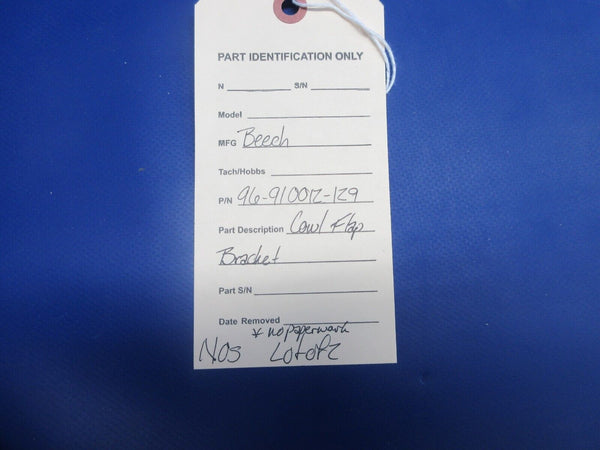 PART IDENTIFICATION ONLY
N S/N
Model
MFG Beech
Tach/Hobbs
P/N 96-910012-129
Part Description Cowl Flap
Bracket
Part S/N
Date Removed
* no paperwork
NOS Lot of 2